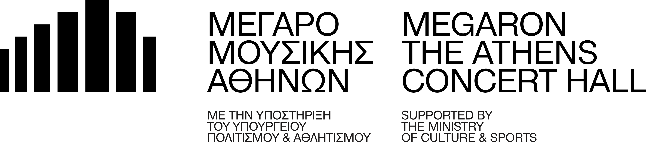 ΜΕΓΑΡΟ
ΜΟΥΣΙΚΗΣ
ΑΘΗΝΩΝ
ΜΕ ΤΗΝ ΥΠΟΣΤΗΡΙΞΗ
ΤΟΥ ΥΠΟΥΡΓΕΙΟΥ
ΠΟΛΙΤΙΣΜΟΥ & ΑΘΛΗΤΙΣΜΟΥ
MEGARON
THE ATHENS
CONCERT HALL
SUPPORTED BY
THE MINISTRY
OF CULTURE & SPORTS